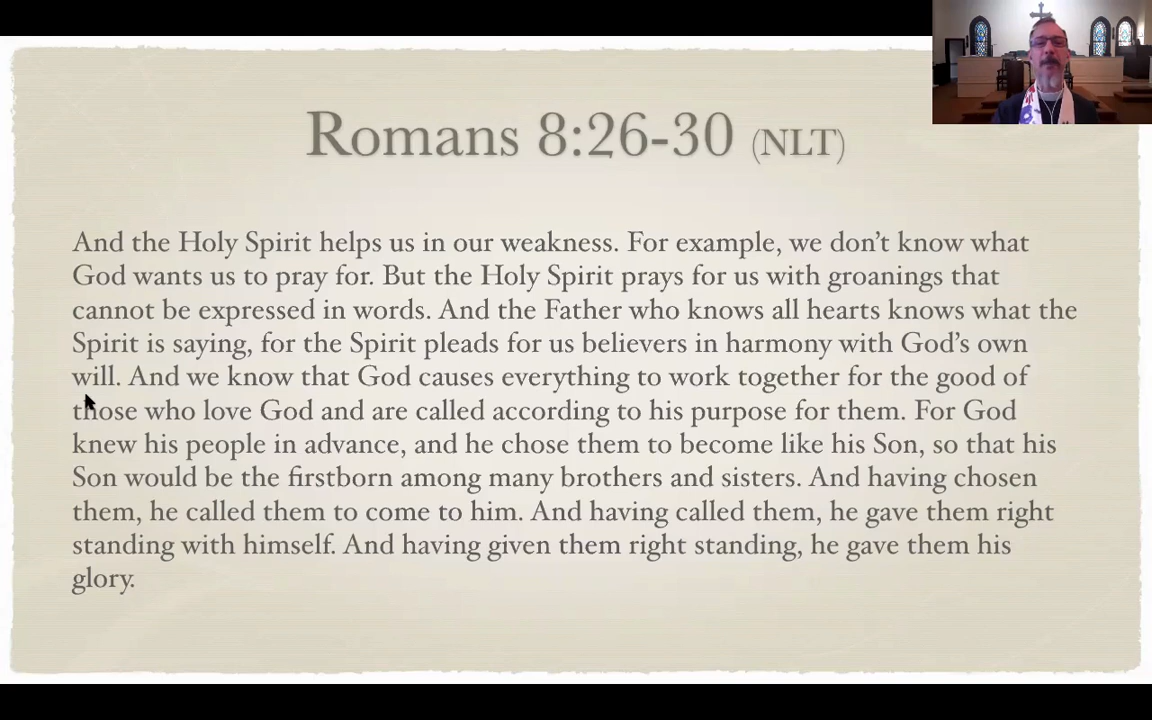 Romans 8:26-30 (NLT)
And the Holy Spirit helps us in our weakness. For example, we don’t know what
God wants us to pray for. But the Holy Spirit prays for us with groanings that
cannot be expressed in words. And the Father who knows all hearts knows what the
Spirit is saying, for the Spirit pleads for us believers in harmony with God’s own
will. And we know that God causes everything to work together for the good of
those who love God and are called according to his purpose for them. For God
knew his people in advance, and he chose them to become like his Son, so that his
Son would be the firstborn among many brothers and sisters. And having chosen
them, he called them to come to him. And having called them, he gave them right
standing with himself. And having given them right standing, he gave them his
glory.